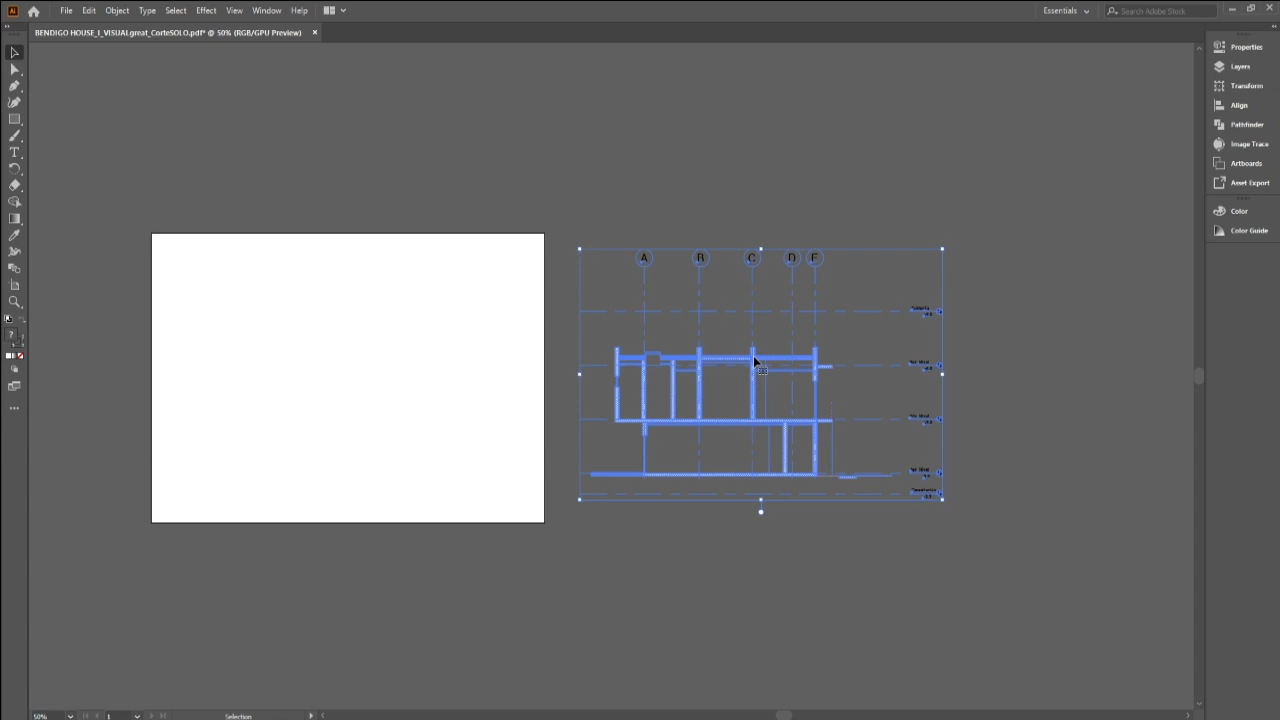 Ai File Edit Object Type Select Effect View Window Help Essentials Search Adobe Stock
BENDIGO HOUSE_I_VISUALgreat_CorteSOLO.pdf* @ 50% (RGB/GPU Preview) ×
Properties
Layers
Transform
Align
Pathfinder
Image Trace
Artboards
Asset Export
Color
Color Guide
A B C D E
50% 1 Selection